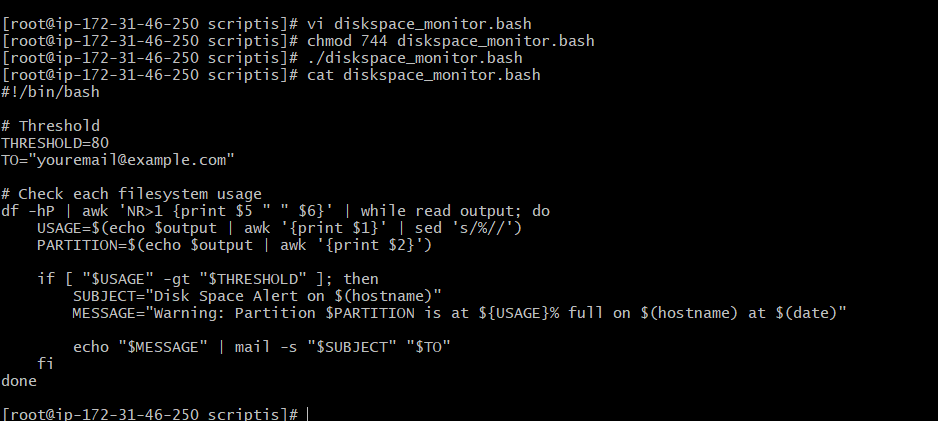 [root@ip-172-31-46-250 scriptis]# vi diskspace_monitor.bash
[root@ip-172-31-46-250 scriptis]# chmod 744 diskspace_monitor.bash
[root@ip-172-31-46-250 scriptis]# ./diskspace_monitor.bash
[root@ip-172-31-46-250 scriptis]# cat diskspace_monitor.bash
#!/bin/bash

# Threshold
THRESHOLD=80
TO="youremail@example.com"

# Check each filesystem usage
df -hP | awk 'NR>1 {print $5 " " $6}' | while read output; do
    USAGE=$(echo $output | awk '{print $1}' | sed 's/%//')
    PARTITION=$(echo $output | awk '{print $2}')

    if [ "$USAGE" -gt "$THRESHOLD" ]; then
        SUBJECT="Disk Space Alert on $(hostname)"
        MESSAGE="Warning: Partition $PARTITION is at ${USAGE}% full on $(hostname) at $(date)"

        echo "$MESSAGE" | mail -s "$SUBJECT" "$TO"
    fi
done

[root@ip-172-31-46-250 scriptis]#